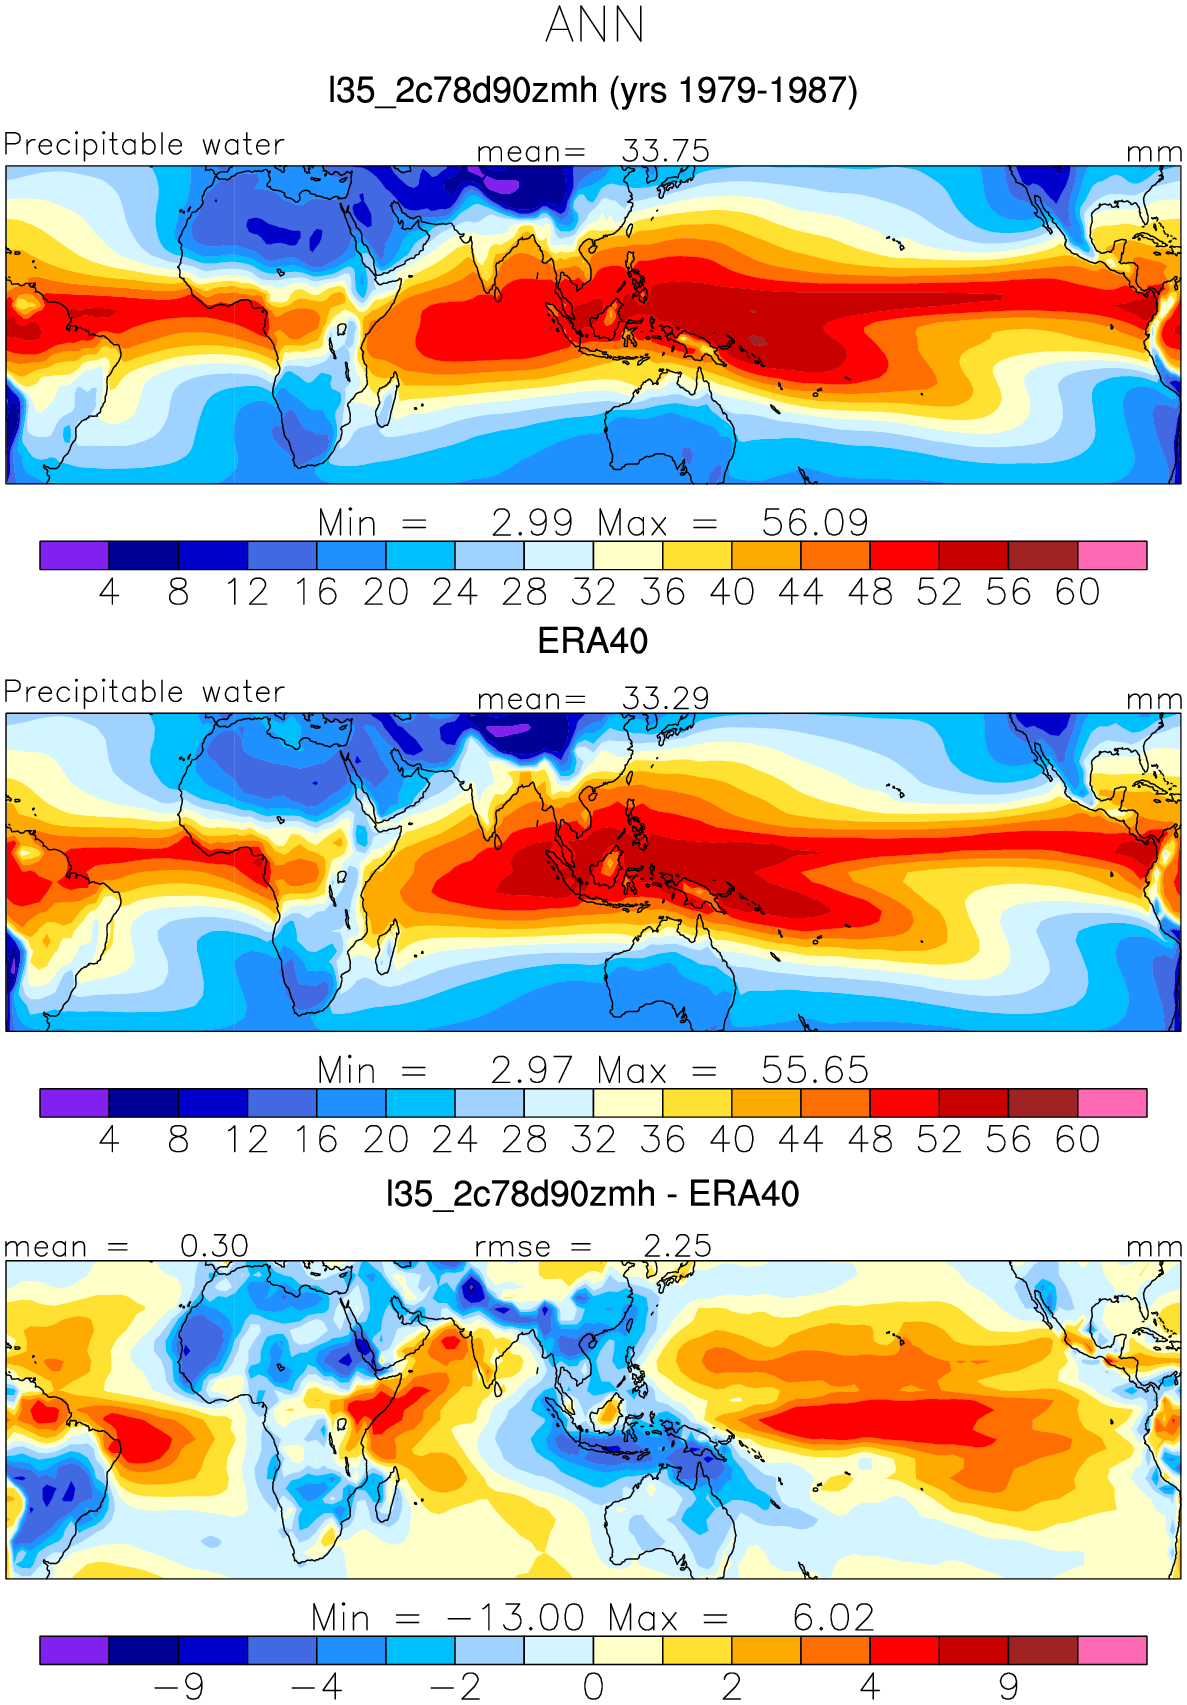 ANN
l35_2c78d90zmh (yrs 1979-1987)
Precipitable water mean= 33.75 mm
Min = 2.99 Max = 56.09
4 8 12 16 20 24 28 32 36 40 44 48 52 56 60
ERA40
Precipitable water mean= 33.29 mm
Min = 2.97 Max = 55.65
4 8 12 16 20 24 28 32 36 40 44 48 52 56 60
l35_2c78d90zmh - ERA40
mean = 0.30 rmse = 2.25 mm
Min = −13.00 Max = 6.02
−9 −4 −2 0 2 4 9